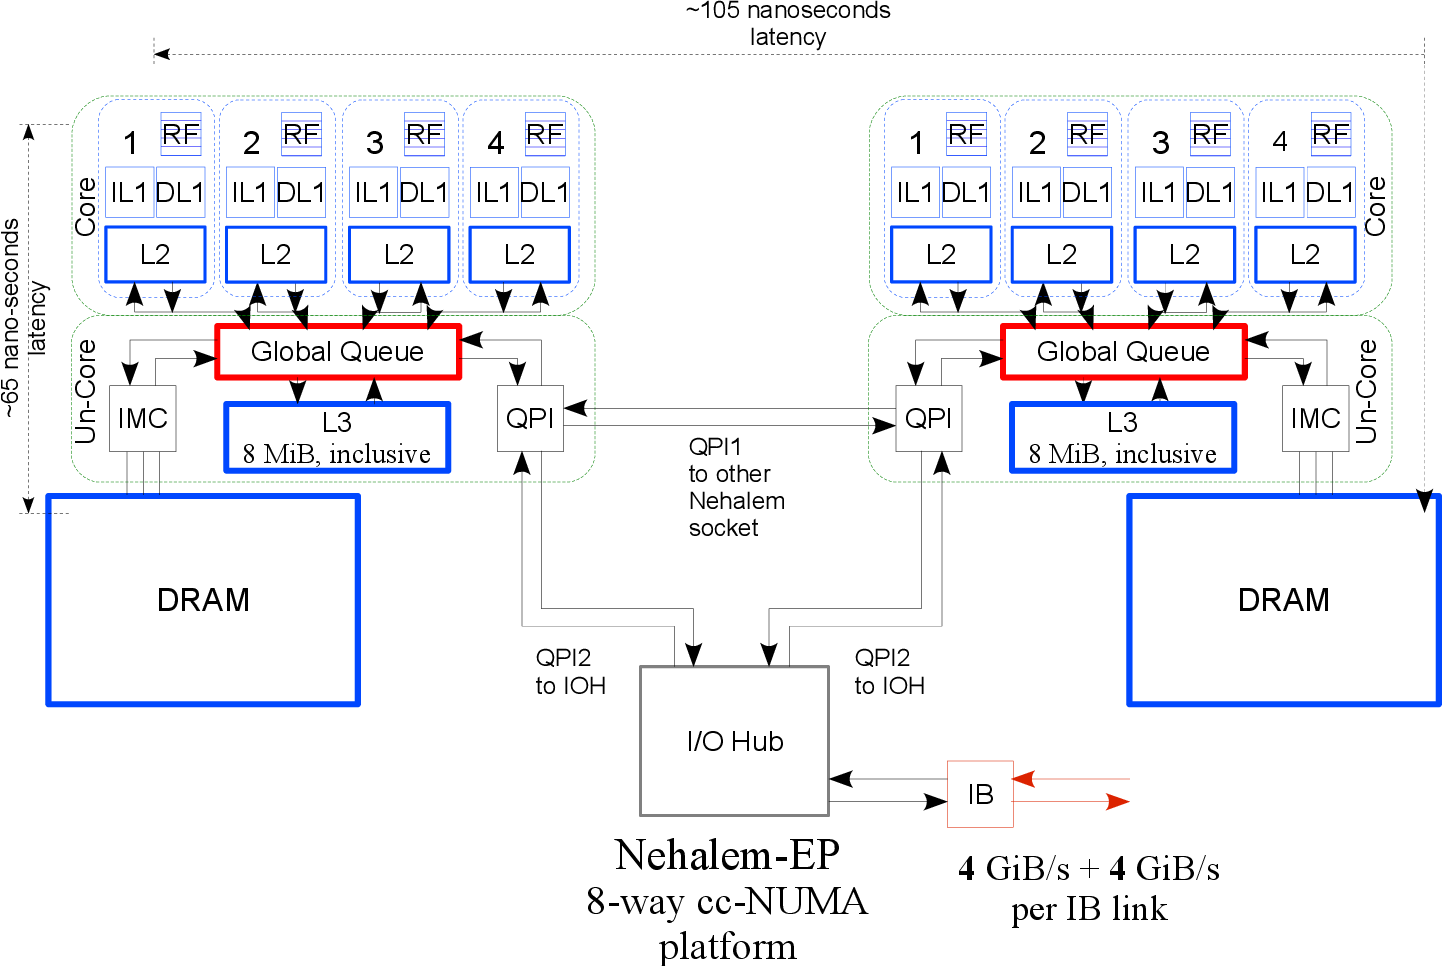 ~105 nanoseconds
latency
~65 nano-seconds
latency
Core
1 RF
IL1 DL1
L2
2 RF
IL1 DL1
L2
3 RF
IL1 DL1
L2
4 RF
IL1 DL1
L2
Un-Core
Global Queue
IMC
L3
8 MiB, inclusive
QPI
DRAM
1 RF
IL1 DL1
L2
2 RF
IL1 DL1
L2
3 RF
IL1 DL1
L2
4 RF
IL1 DL1
L2
Core
Global Queue
QPI
L3
8 MiB, inclusive
IMC
Un-Core
DRAM
QPI1
to other
Nehalem
socket
QPI2
to IOH
QPI2
to IOH
I/O Hub
IB
Nehalem-EP
8-way cc-NUMA
platform
4 GiB/s + 4 GiB/s
per IB link